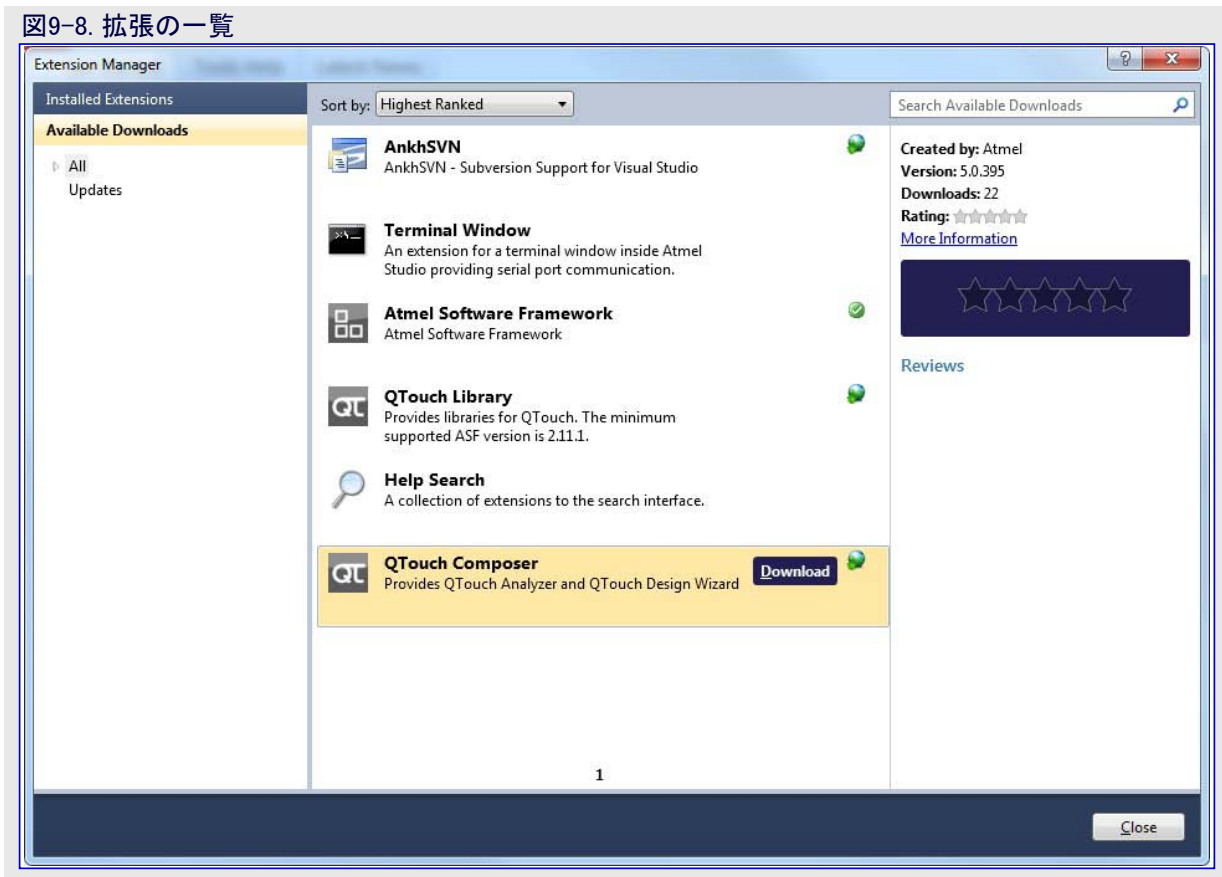 図9-8. 拡張の一覧
Extension Manager
Installed Extensions
Available Downloads
All
Updates
Sort by: Highest Ranked
AnkhSVN
AnkhSVN - Subversion Support for Visual Studio
Terminal Window
An extension for a terminal window inside Atmel
Studio providing serial port communication.
Atmel Software Framework
Atmel Software Framework
QTouch Library
Provides libraries for QTouch. The minimum
supported ASF version is 2.11.1.
Help Search
A collection of extensions to the search interface.
QTouch Composer
Provides QTouch Analyzer and QTouch Design Wizard
Download
1
Search Available Downloads
Created by: Atmel
Version: 5.0.395
Downloads: 22
Rating:
More Information
Reviews
Close